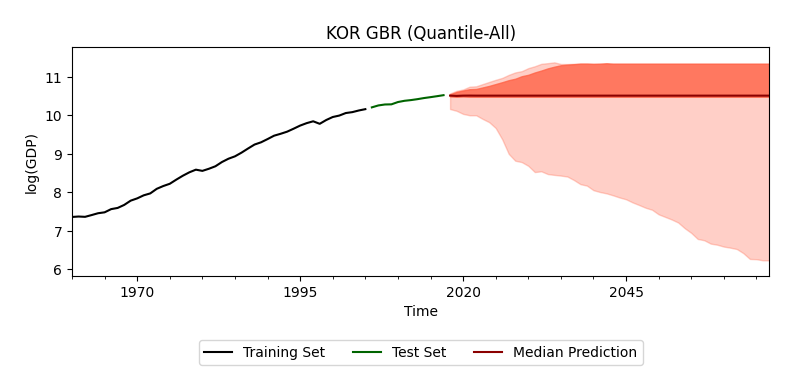 KOR GBR (Quantile-All)
log(GDP)
11
10
9
8
7
6
1970 1995 2020 2045
Time
Training Set Test Set Median Prediction